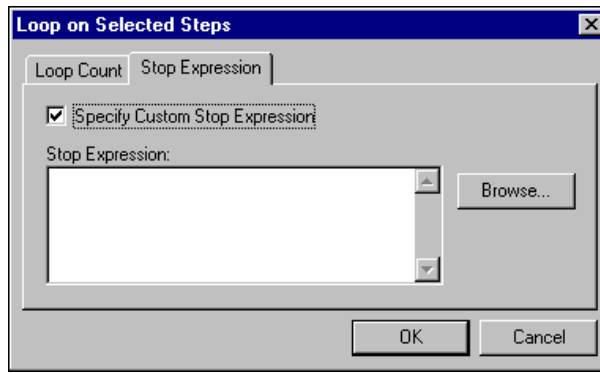 Loop on Selected Steps
Loop Count Stop Expression
Specify Custom Stop Expression
Stop Expression:
Browse...
OK Cancel